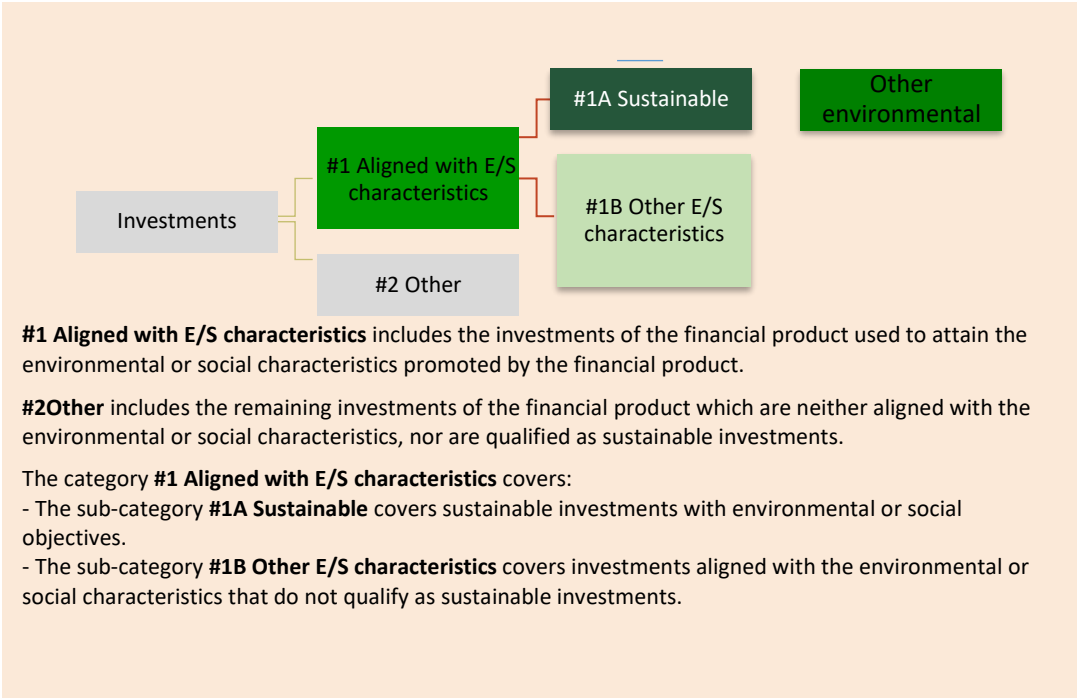 #1A Sustainable
Other
environmental
#1 Aligned with E/S
characteristics
#1B Other E/S
characteristics
Investments
#2 Other
#1 Aligned with E/S characteristics includes the investments of the financial product used to attain the
environmental or social characteristics promoted by the financial product.
#2Other includes the remaining investments of the financial product which are neither aligned with the
environmental or social characteristics, nor are qualified as sustainable investments.
The category #1 Aligned with E/S characteristics covers:
- The sub-category #1A Sustainable covers sustainable investments with environmental or social
objectives.
- The sub-category #1B Other E/S characteristics covers investments aligned with the environmental or
social characteristics that do not qualify as sustainable investments.